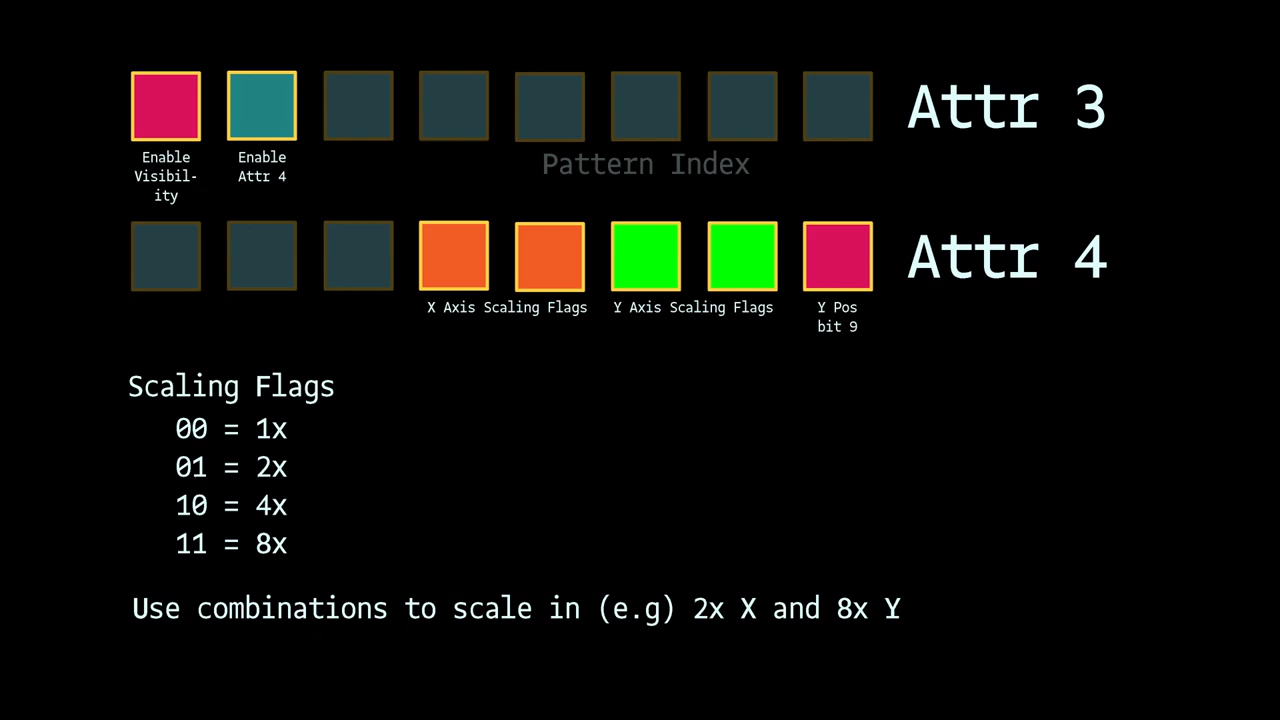 Attr 3
Enable Visibil-ity
Enable Attr 4
Pattern Index
Attr 4
X Axis Scaling Flags
Y Axis Scaling Flags
Y Pos bit 9
Scaling Flags
00 = 1x
01 = 2x
10 = 4x
11 = 8x
Use combinations to scale in (e.g) 2x X and 8x Y